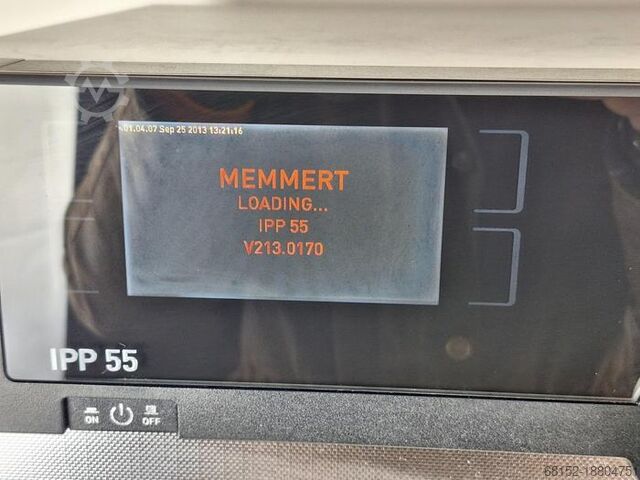 01.04.07 Sep 25 2013 13:21:16
MEMMERT
LOADING...
IPP 55
V213.0170
IPP 55
ON OFF
68152-18804751